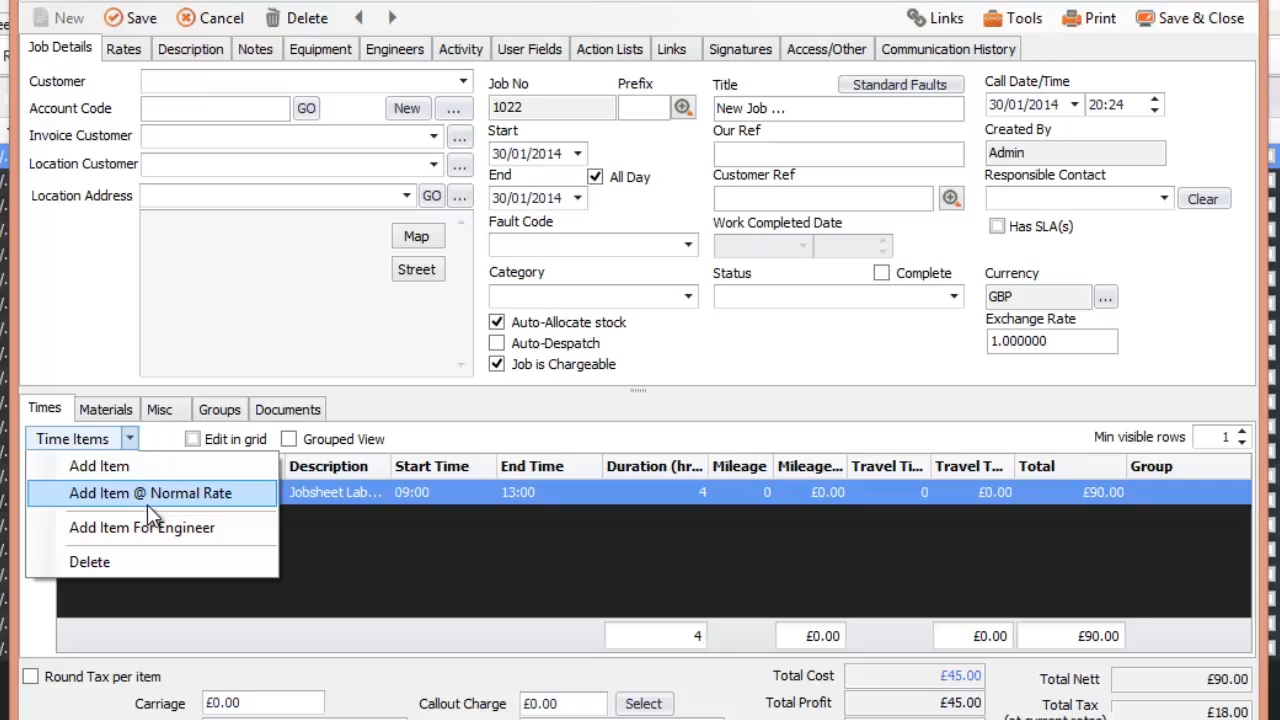 New Save Cancel Delete Links Tools Print Save & Close
Job Details Rates Description Notes Equipment Engineers Activity User Fields Action Lists Links Signatures Access/Other Communication History
Customer
Account Code GO New ...
Invoice Customer ...
Location Customer ...
Location Address GO ...
Map
Street
Job No Prefix
1022
Start
30/01/2014
End All Day
30/01/2014
Fault Code
Category
Auto-Allocate stock
Auto-Despatch
Job is Chargeable
Title Standard Faults
New Job ...
Our Ref
Customer Ref
Work Completed Date
Status Complete
Call Date/Time
30/01/2014 20:24
Created By
Admin
Responsible Contact
Clear
Has SLA(s)
Currency
GBP ...
Exchange Rate
1.000000
Times Materials Misc Groups Documents
Time Items Edit in grid Grouped View Min visible rows 1
Add Item
Add Item @ Normal Rate
Add Item For Engineer
Delete
Description Start Time End Time Duration (hr... Mileage Mileage... Travel Ti... Travel T... Total Group
Jobsheet Lab... 09:00 13:00 4 0 £0.00 0 £0.00 £90.00
4 £0.00 £0.00 £90.00
Round Tax per item
Carriage £0.00 Callout Charge £0.00 Select
Total Cost £45.00
Total Profit £45.00
Total Nett £90.00
Total Tax £18.00